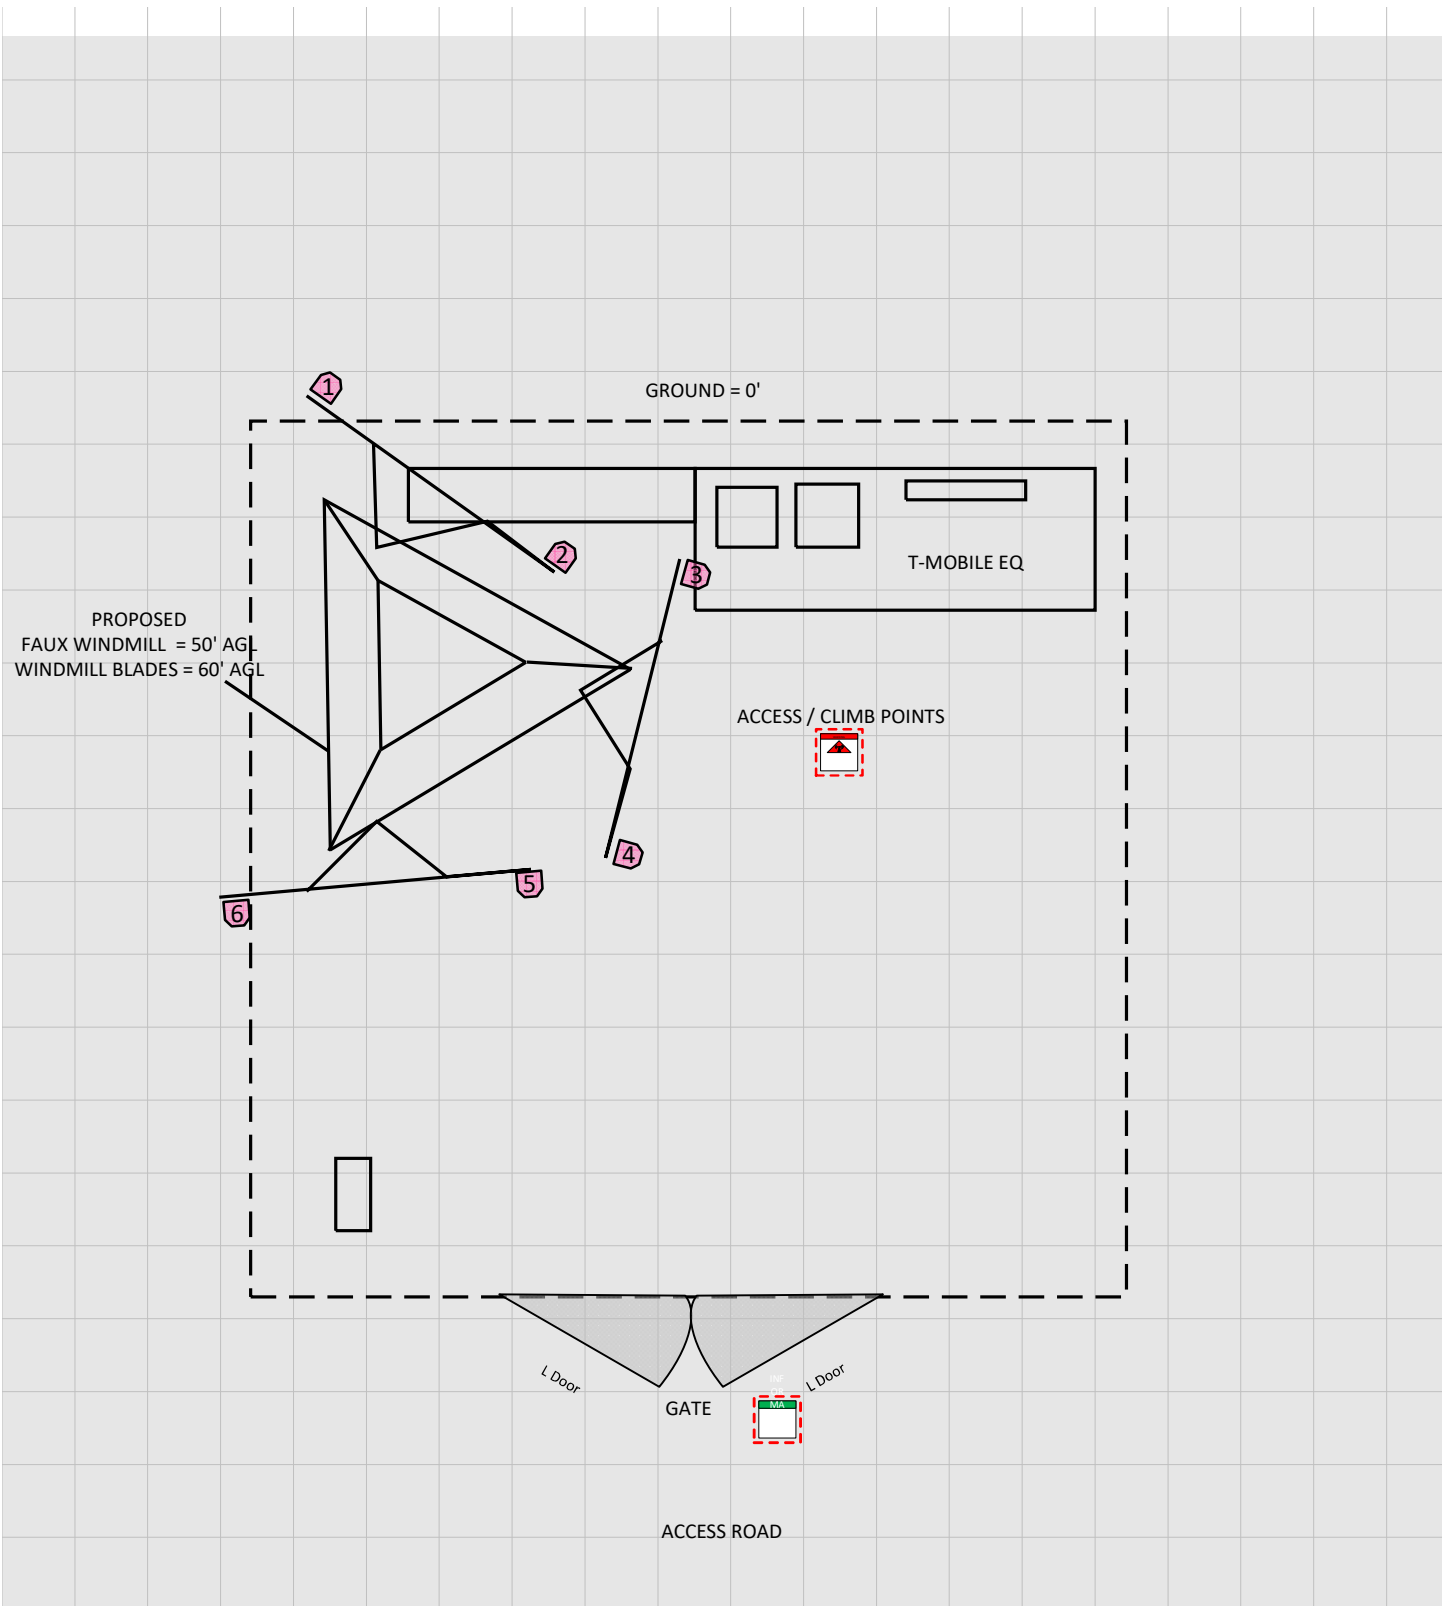 1
GROUND = 0'
2
3
T-MOBILE EQ
PROPOSED
FAUX WINDMILL = 50' AGL
WINDMILL BLADES = 60' AGL
ACCESS / CLIMB POINTS
4
5
6
L Door
L Door
GATE
INF
MA
ACCESS ROAD